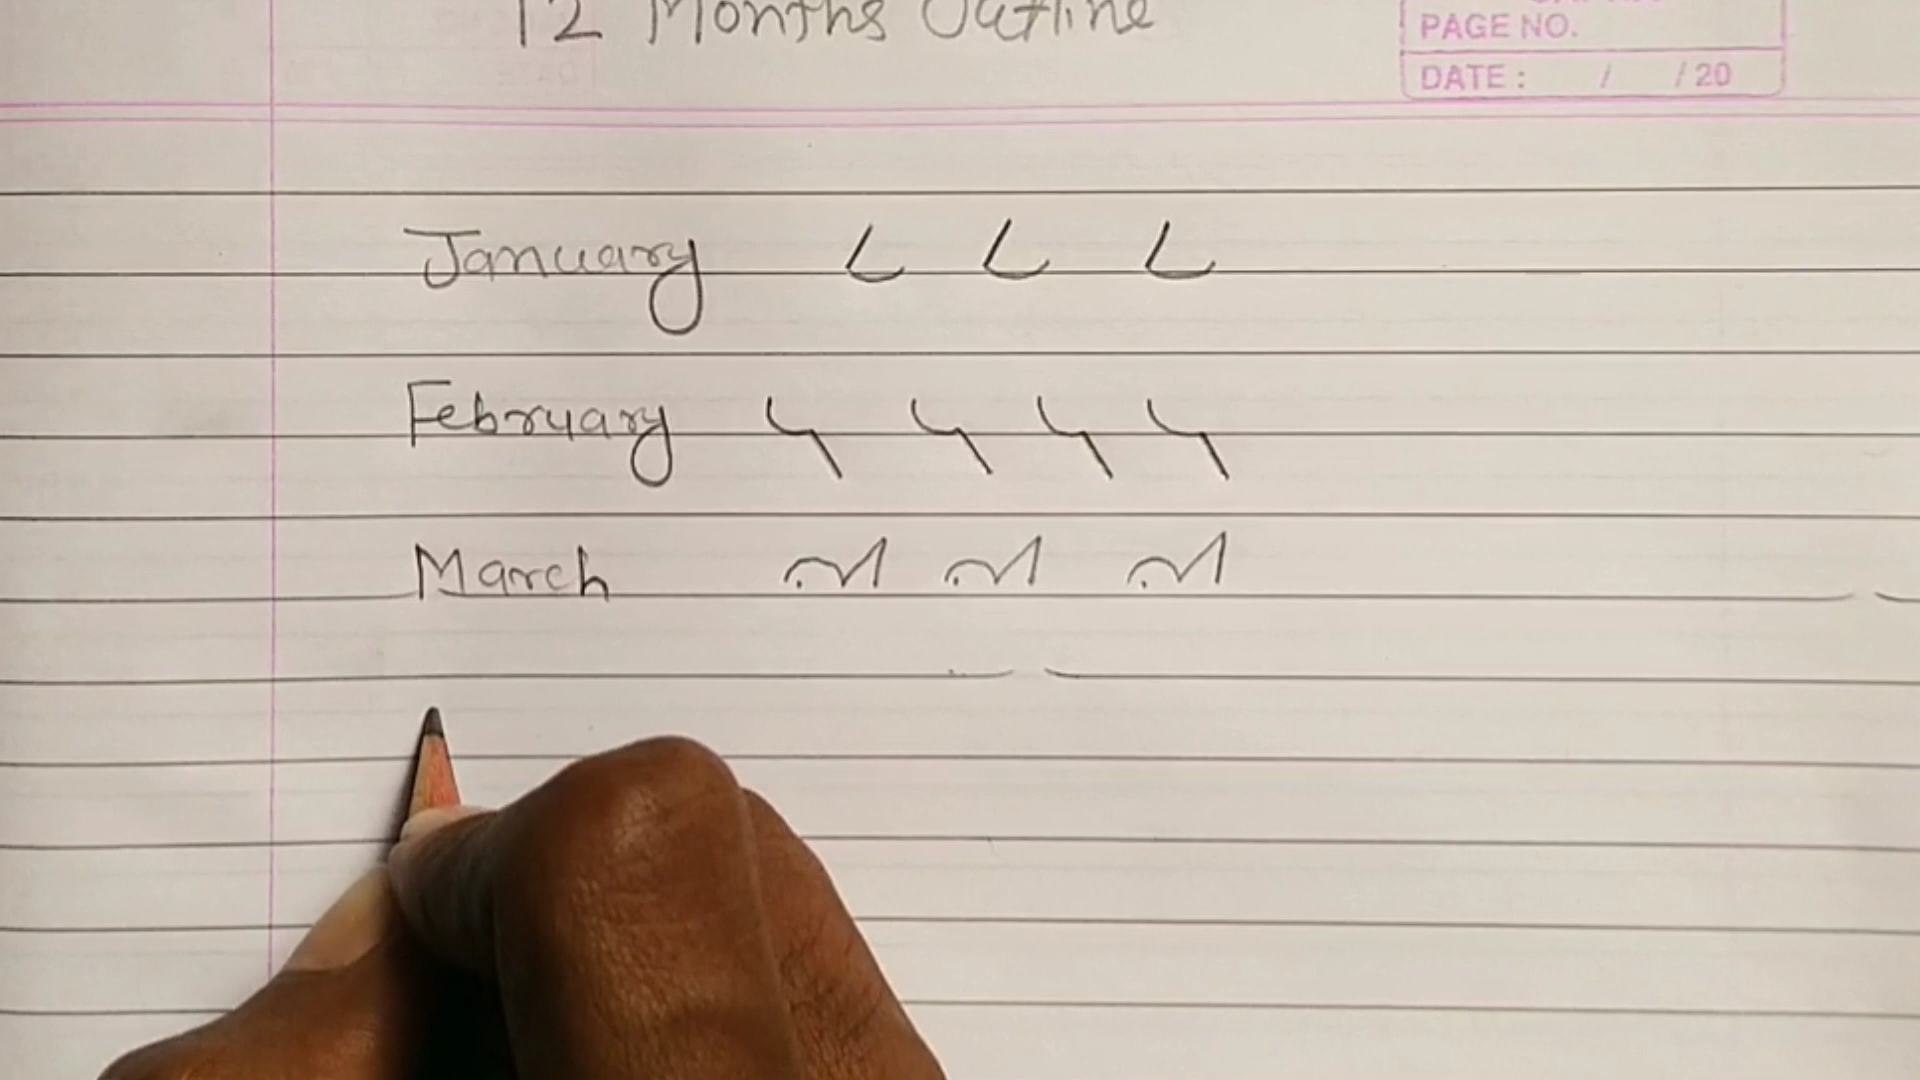 12 Months Outline
PAGE NO.
DATE : / / 20
January
February
March